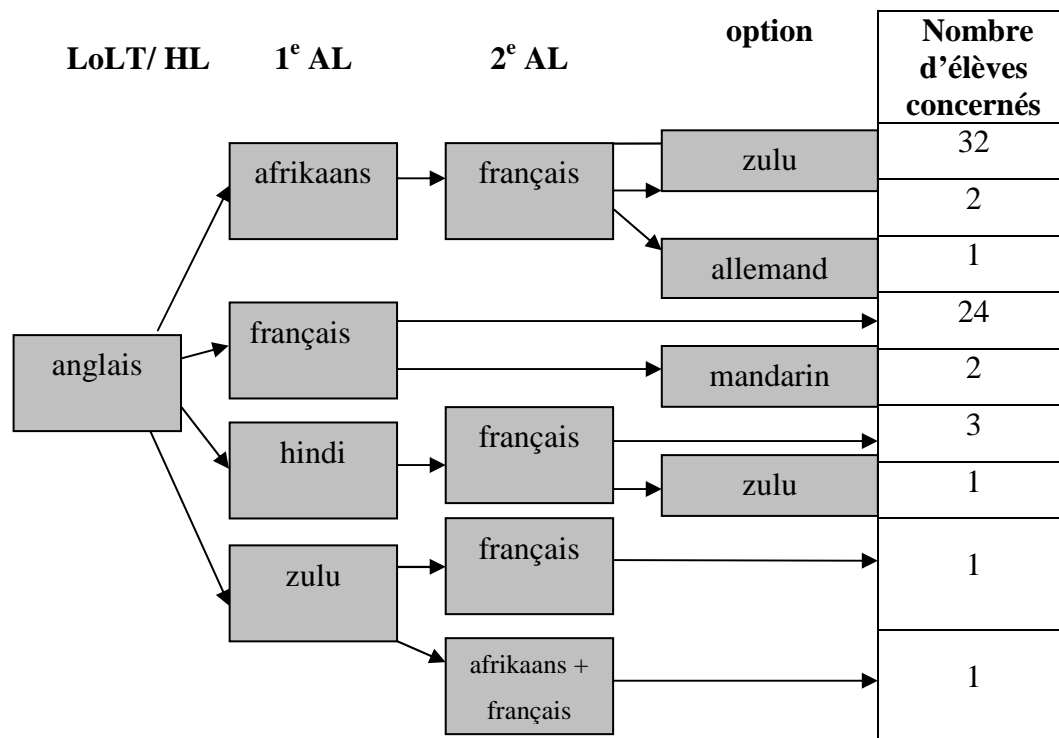 LoLT/ HL 1e AL 2e AL option Nombre
d'élèves
concernés
afrikaans français zulu 32
2
allemand 1
anglais
français 24
mandarin 2
hindi français 3
zulu 1
zulu français 1
afrikaans +
français 1